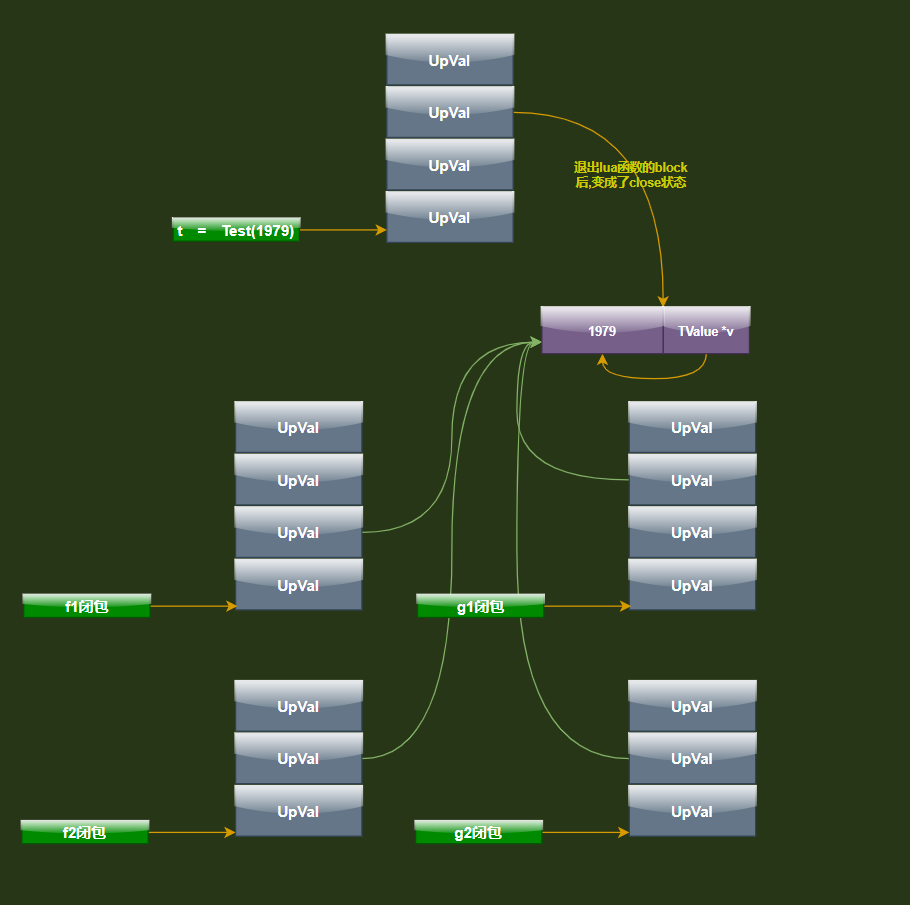 UpVal
UpVal
UpVal
UpVal
退出lua函数的block
后,变成了close状态
t = Test(1979)
1979
TValue *v
UpVal
UpVal
UpVal
UpVal
f1闭包
UpVal
UpVal
UpVal
UpVal
g1闭包
UpVal
UpVal
UpVal
f2闭包
UpVal
UpVal
UpVal
g2闭包